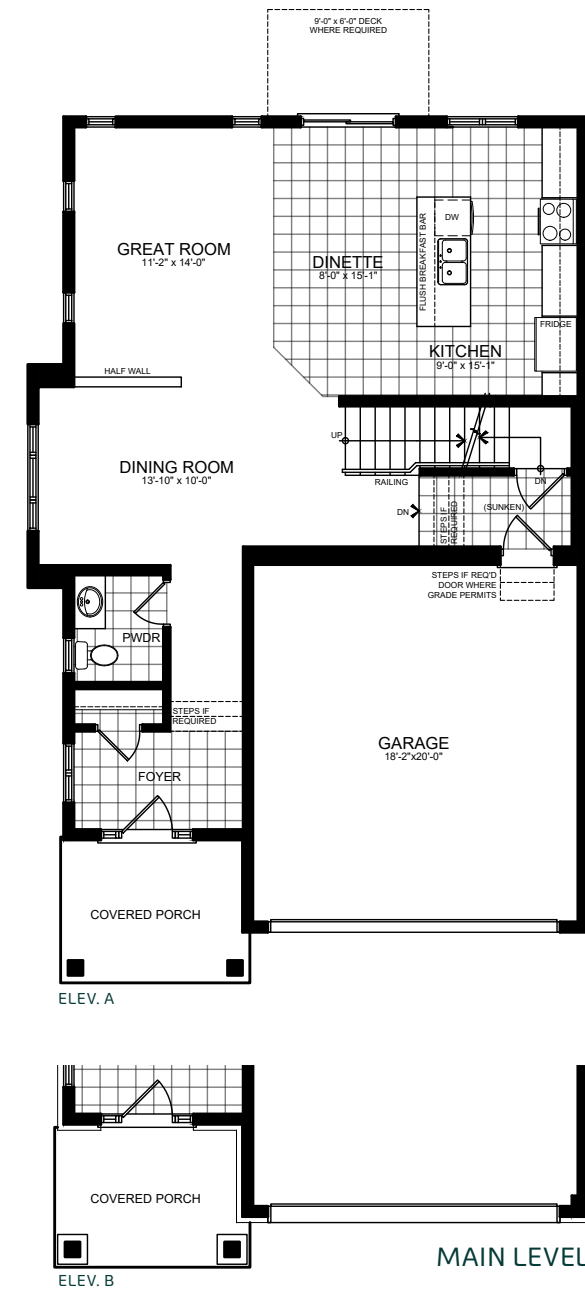 9'-0" x 6'-0" DECK
WHERE REQUIRED
GREAT ROOM
11'-2" x 14'-0"
DINETTE
8'-0" x 15'-1"
FLUSH BREAKFAST BAR
DW
FRIDGE
KITCHEN
9'-0" x 15'-1"
HALF WALL
UP
DINING ROOM
13'-10" x 10'-0"
RAILING
DN
DN
STEPS IF
REQUIRED
(SUNKEN)
STEPS IF REQ'D
DOOR WHERE
GRADE PERMITS
PWDR
STEPS IF
REQUIRED
FOYER
GARAGE
18'-2"x20'-0"
COVERED PORCH
ELEV. A
COVERED PORCH
MAIN LEVEL
ELEV. B